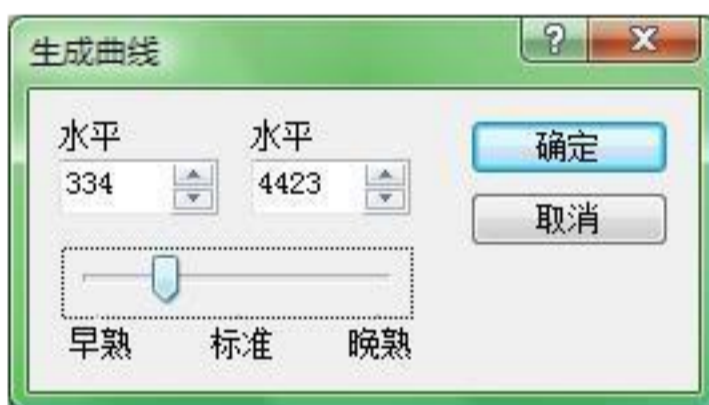 生成曲线
水平 水平
334 4423
确定
取消
早熟 标准 晚熟